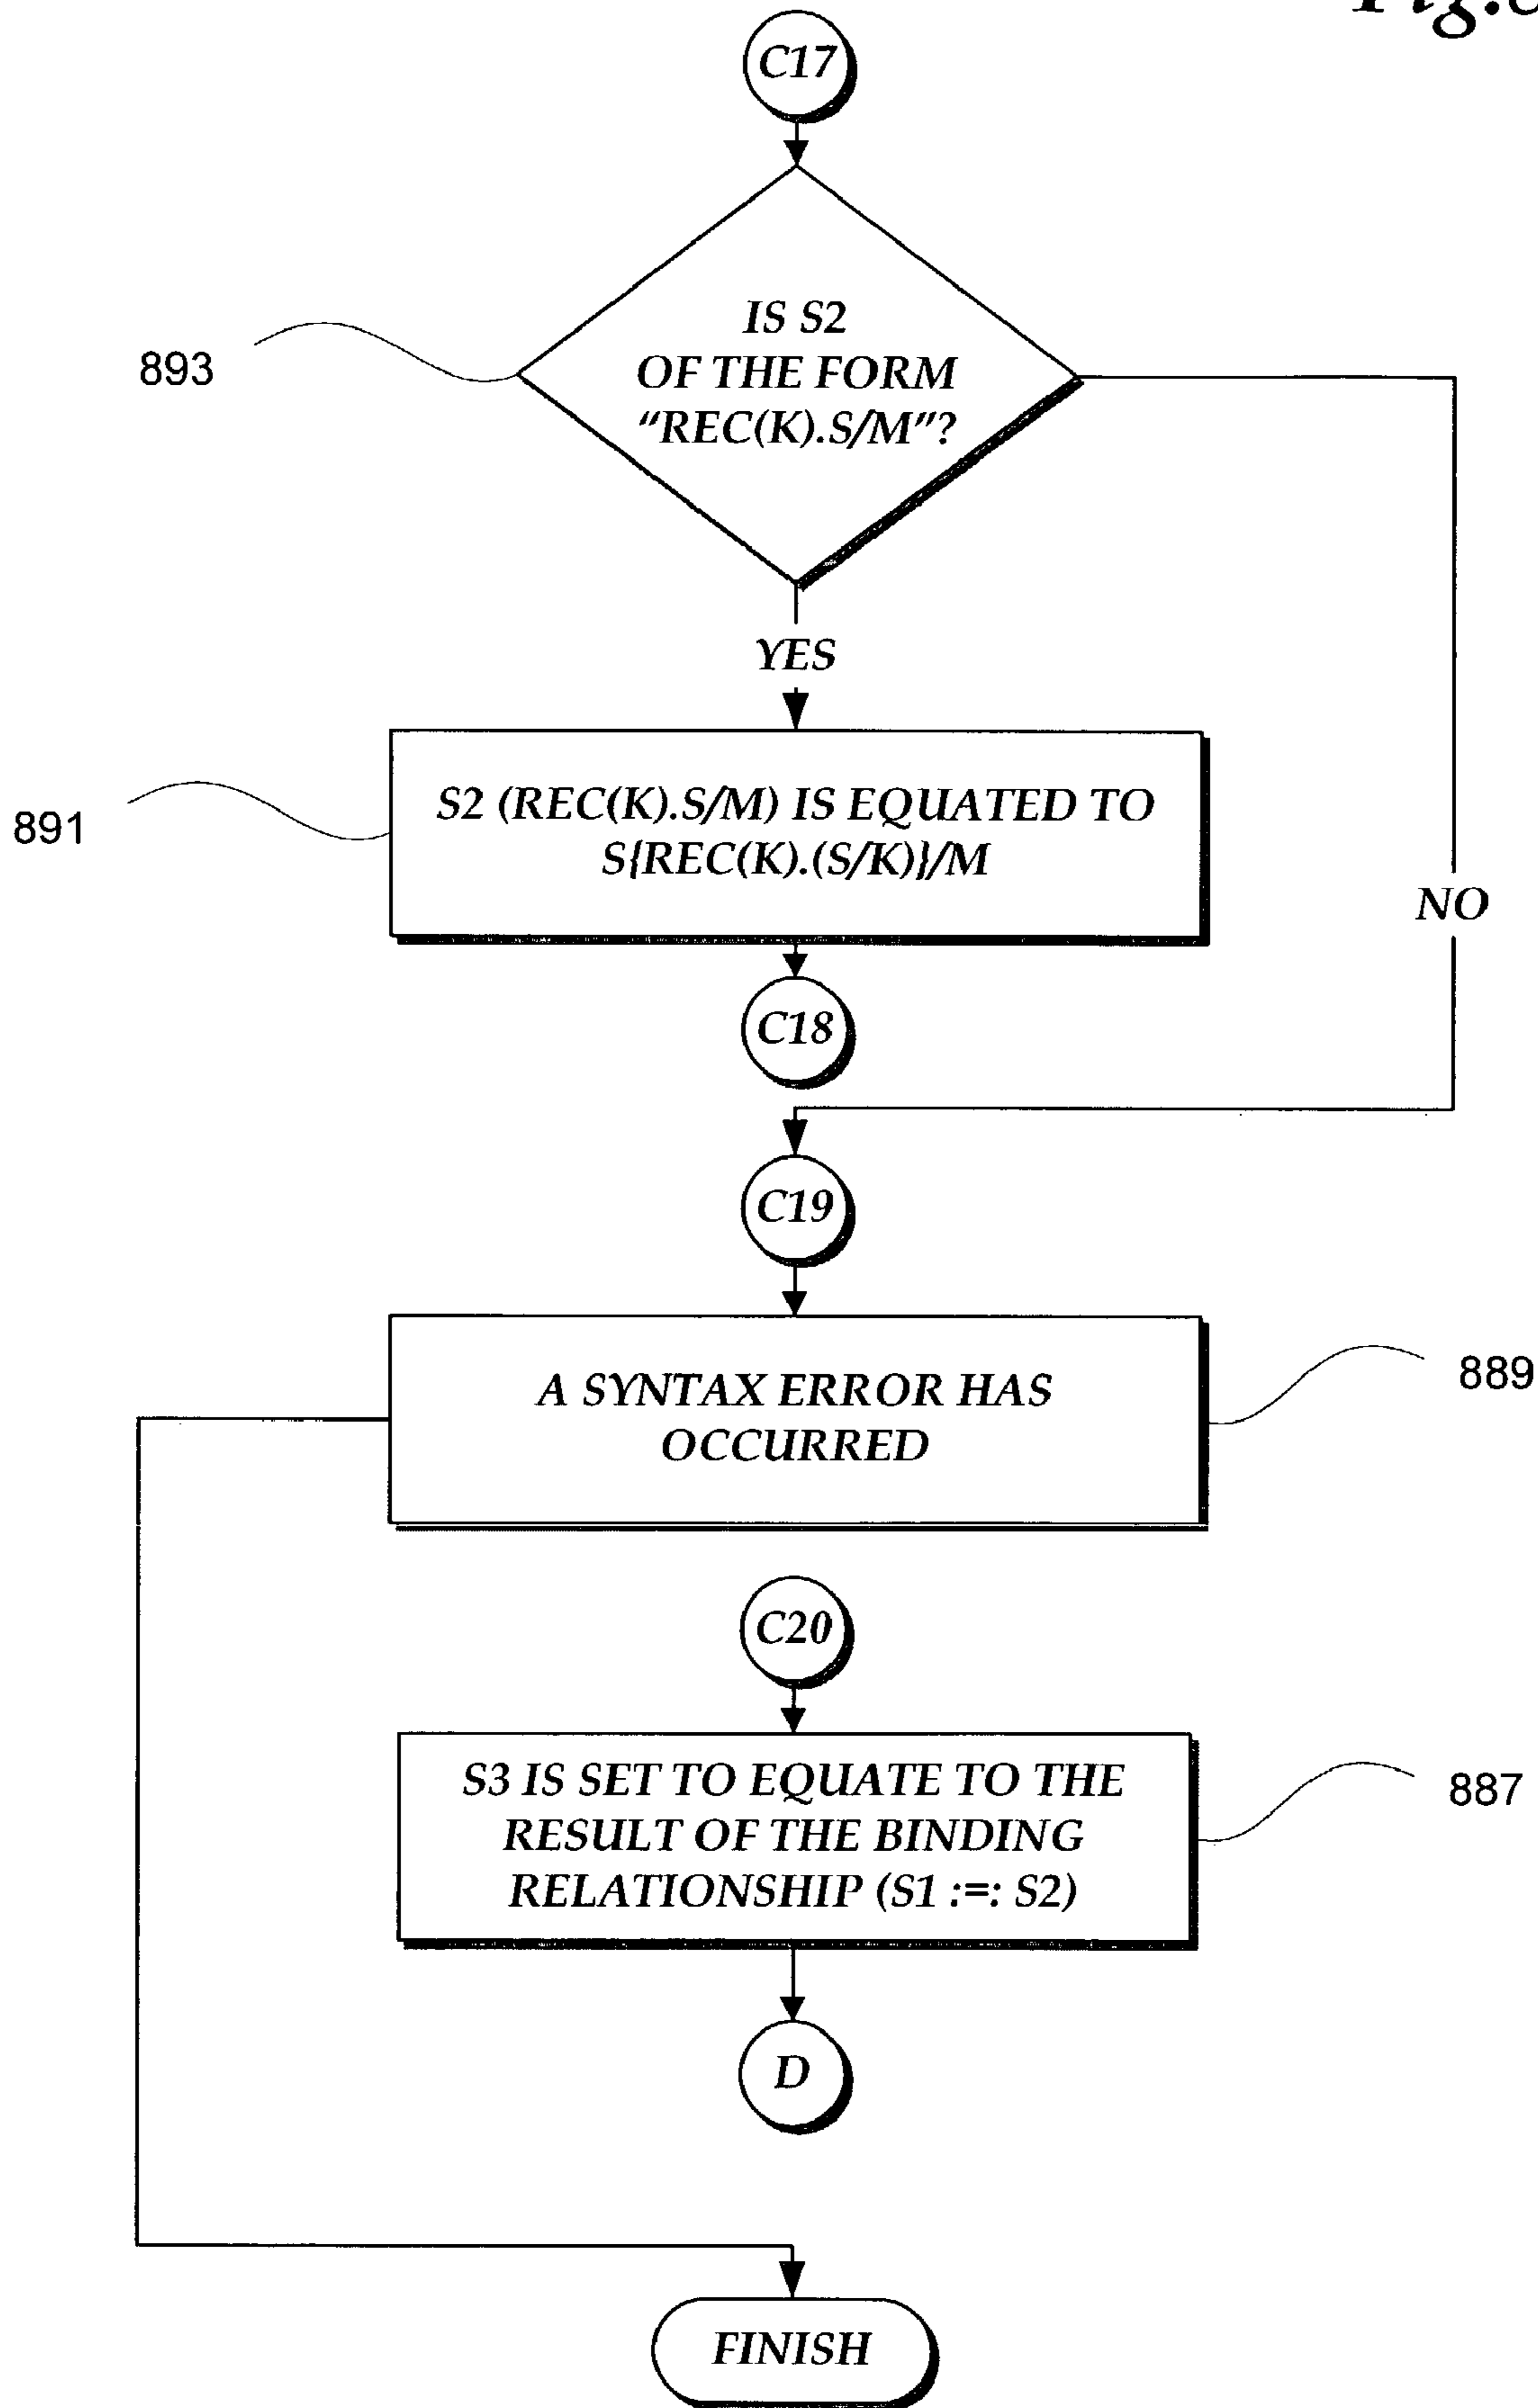 C17
IS S2
OF THE FORM
"REC(K).S/M"?
893
YES
S2 (REC(K).S/M) IS EQUATED TO
S{REC(K).(S/K)}/M
891
NO
C18
C19
A SYNTAX ERROR HAS
OCCURRED
889
C20
S3 IS SET TO EQUATE TO THE
RESULT OF THE BINDING
RELATIONSHIP (S1 :=: S2)
887
D
FINISH